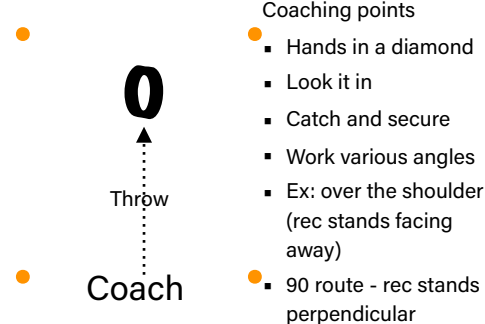 Coaching points
▪ Hands in a diamond
▪ Look it in
▪ Catch and secure
▪ Work various angles
▪ Ex: over the shoulder
(rec stands facing
away)
▪ 90 route - rec stands
perpendicular
Throw
Coach